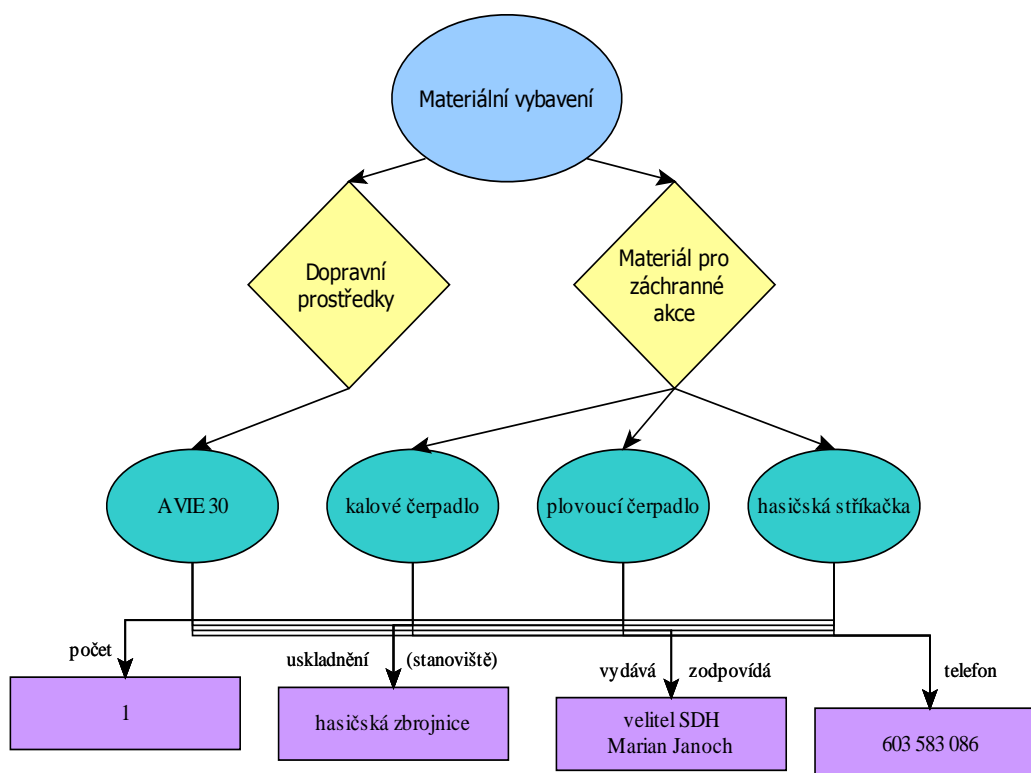 Materiální vybavení
Dopravní
prostředky
Materiál pro
záchranné
akce
AVIE 30
kalové čerpadlo
plovoucí čerpadlo
hasičská stříkačka
počet
uskladnění (stanoviště)
vydává zodpovídá
telefon
1
hasičská zbrojnice
velitel SDH
Marian Janoch
603 583 086